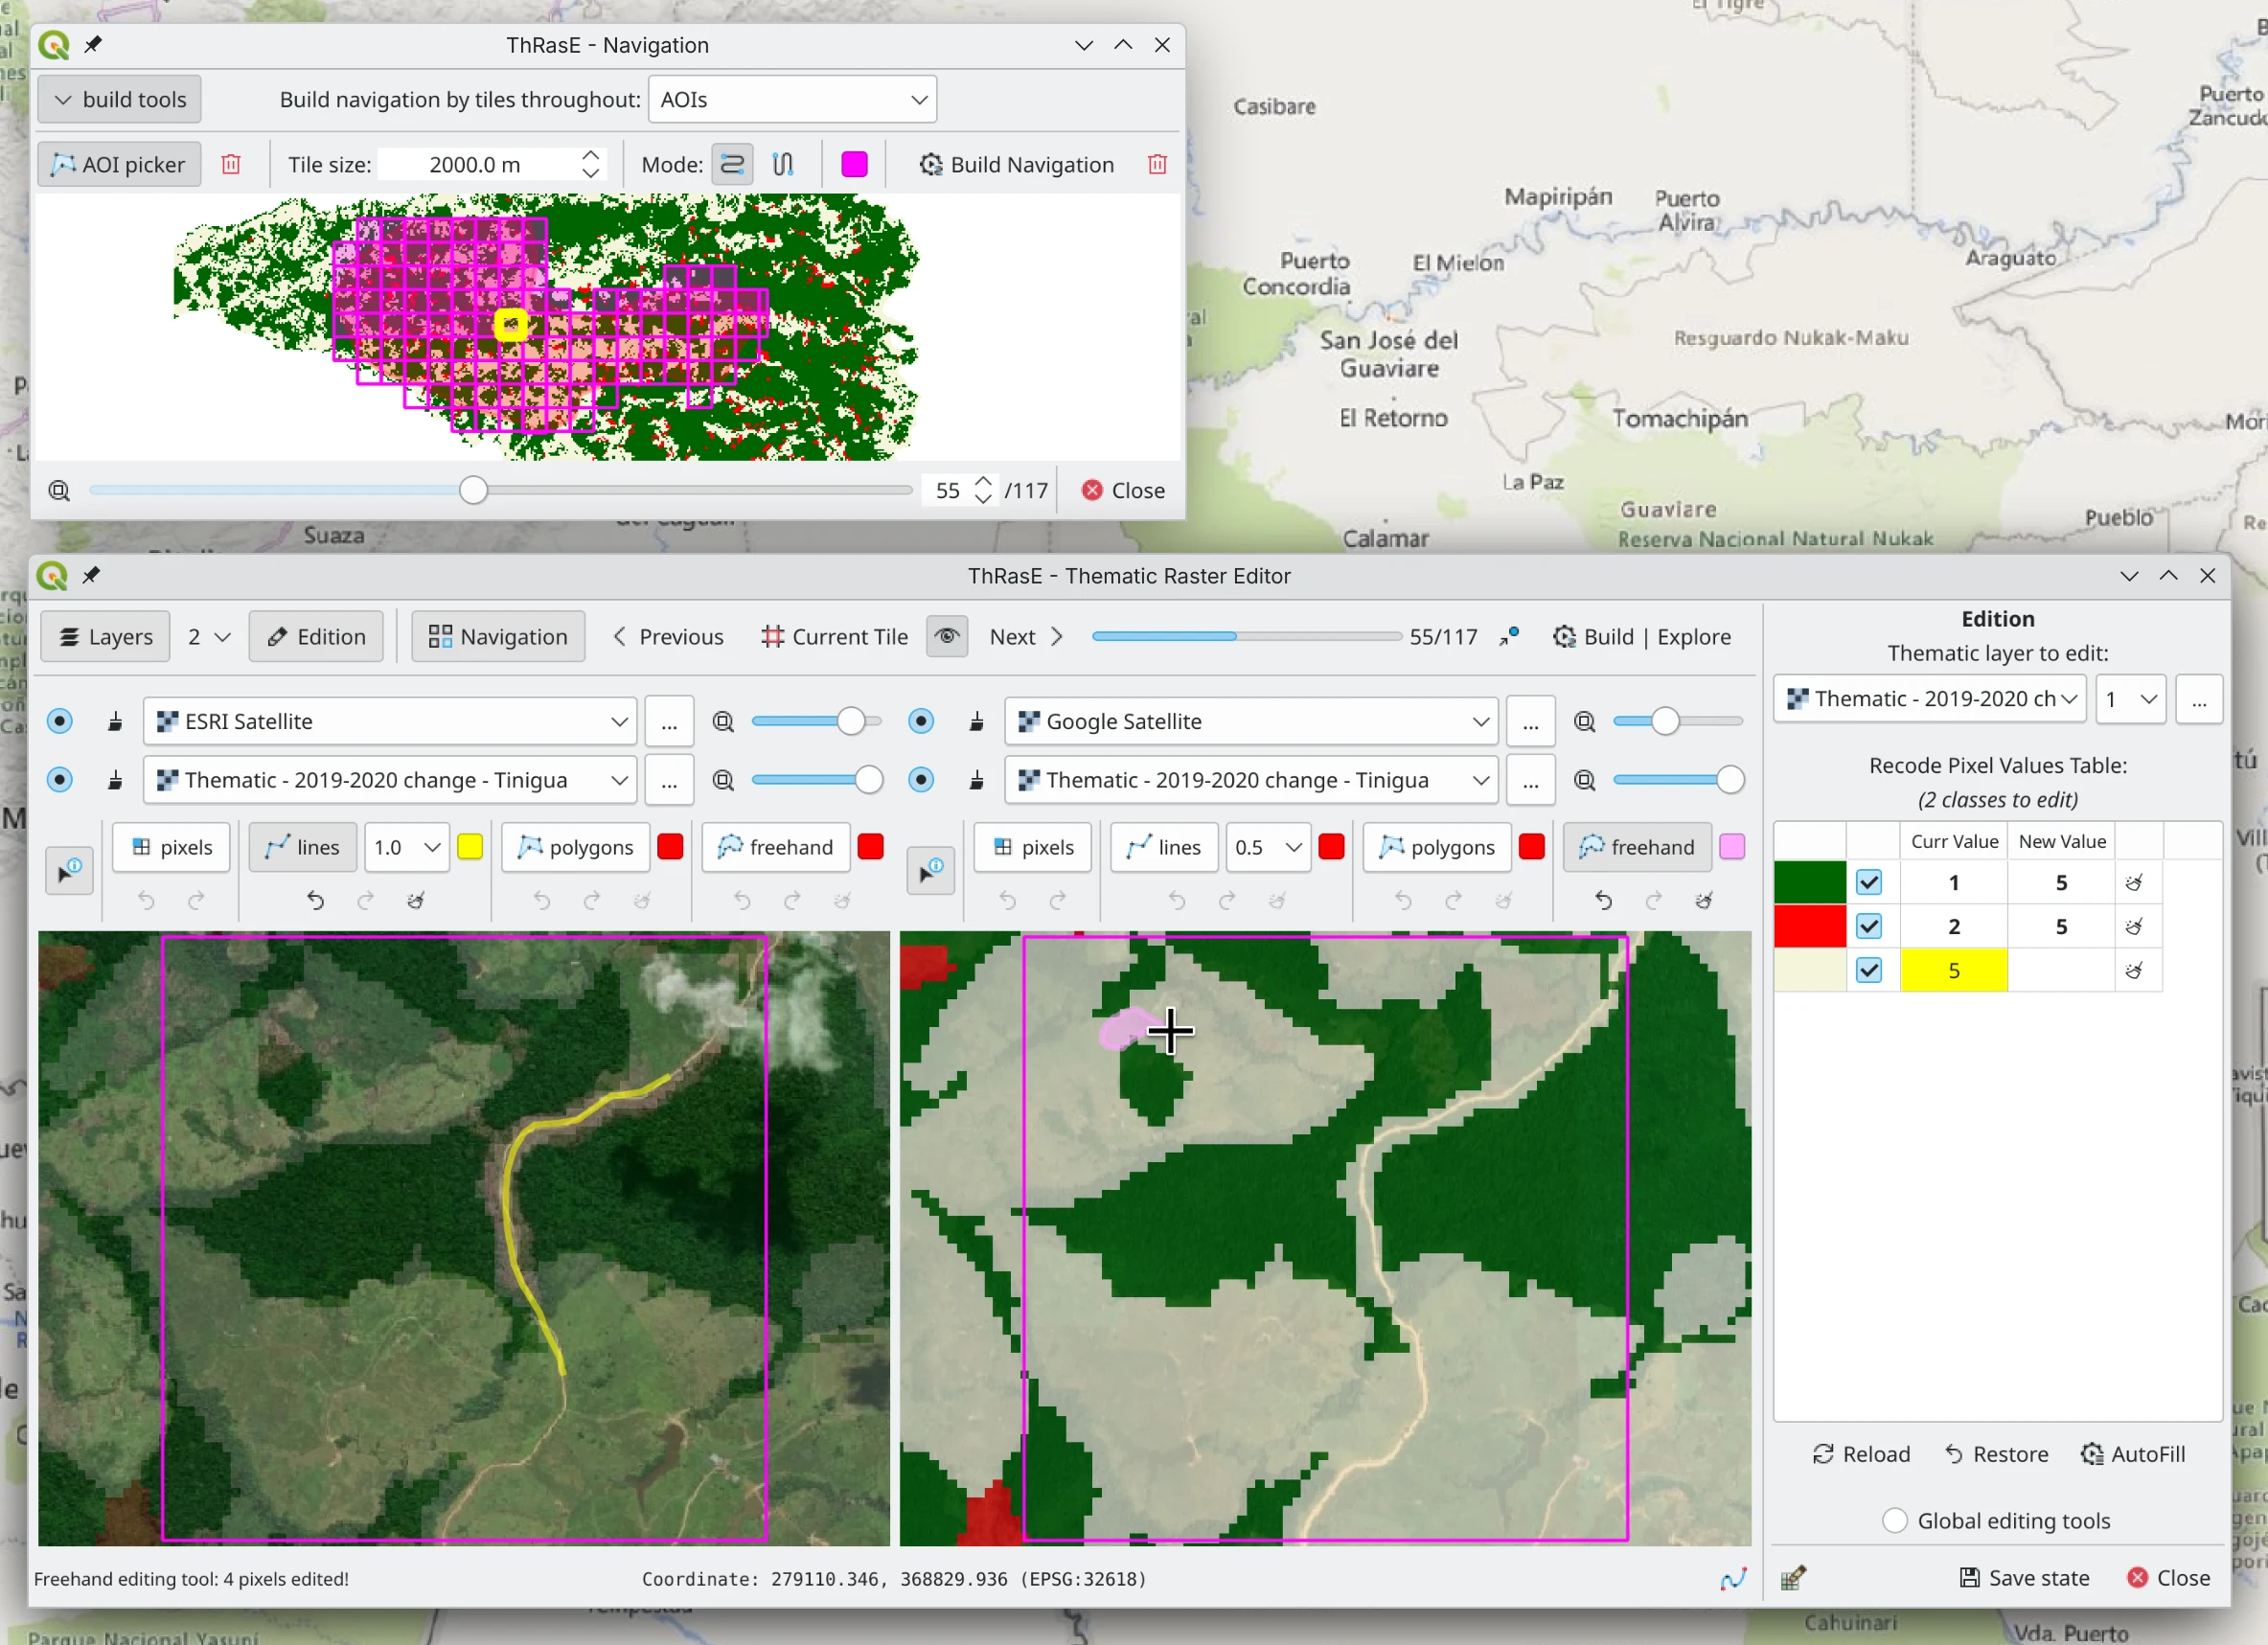 El Tigre
Casibare
Puerto
Zancudo
Mapiripán
Puerto
Alvira
Puerto
Concordia
El Mielon
Araguato
San José del
Guaviare
Resguardo Nukak-Maku
El Retorno
Tomachipán
La Paz
Guaviare
Reserva Nacional Natural Nukak
Pueblo
Calamar
Suaza
ThRasE - Navigation
build tools
Build navigation by tiles throughout:
AOIs
AOI picker
Tile size:
2000.0 m
Mode:
Build Navigation
55
/117
Close
ThRasE - Thematic Raster Editor
Layers
2
Edition
Navigation
Previous
Current Tile
Next
55/117
Build | Explore
ESRI Satellite
...
Google Satellite
...
Thematic - 2019-2020 change - Tinigua
...
Thematic - 2019-2020 change - Tinigua
...
pixels
lines
1.0
polygons
freehand
pixels
lines
0.5
polygons
freehand
Edition
Thematic layer to edit:
Thematic - 2019-2020 ch
1
...
Recode Pixel Values Table:
(2 classes to edit)
Curr Value New Value
1 5
2 5
5
Reload
Restore
AutoFill
Global editing tools
Save state
Close
Freehand editing tool: 4 pixels edited!
Coordinate: 279110.346, 368829.936 (EPSG:32618)
Parque Nacional Yasuní
Cahuinarí
Vda. Puerto